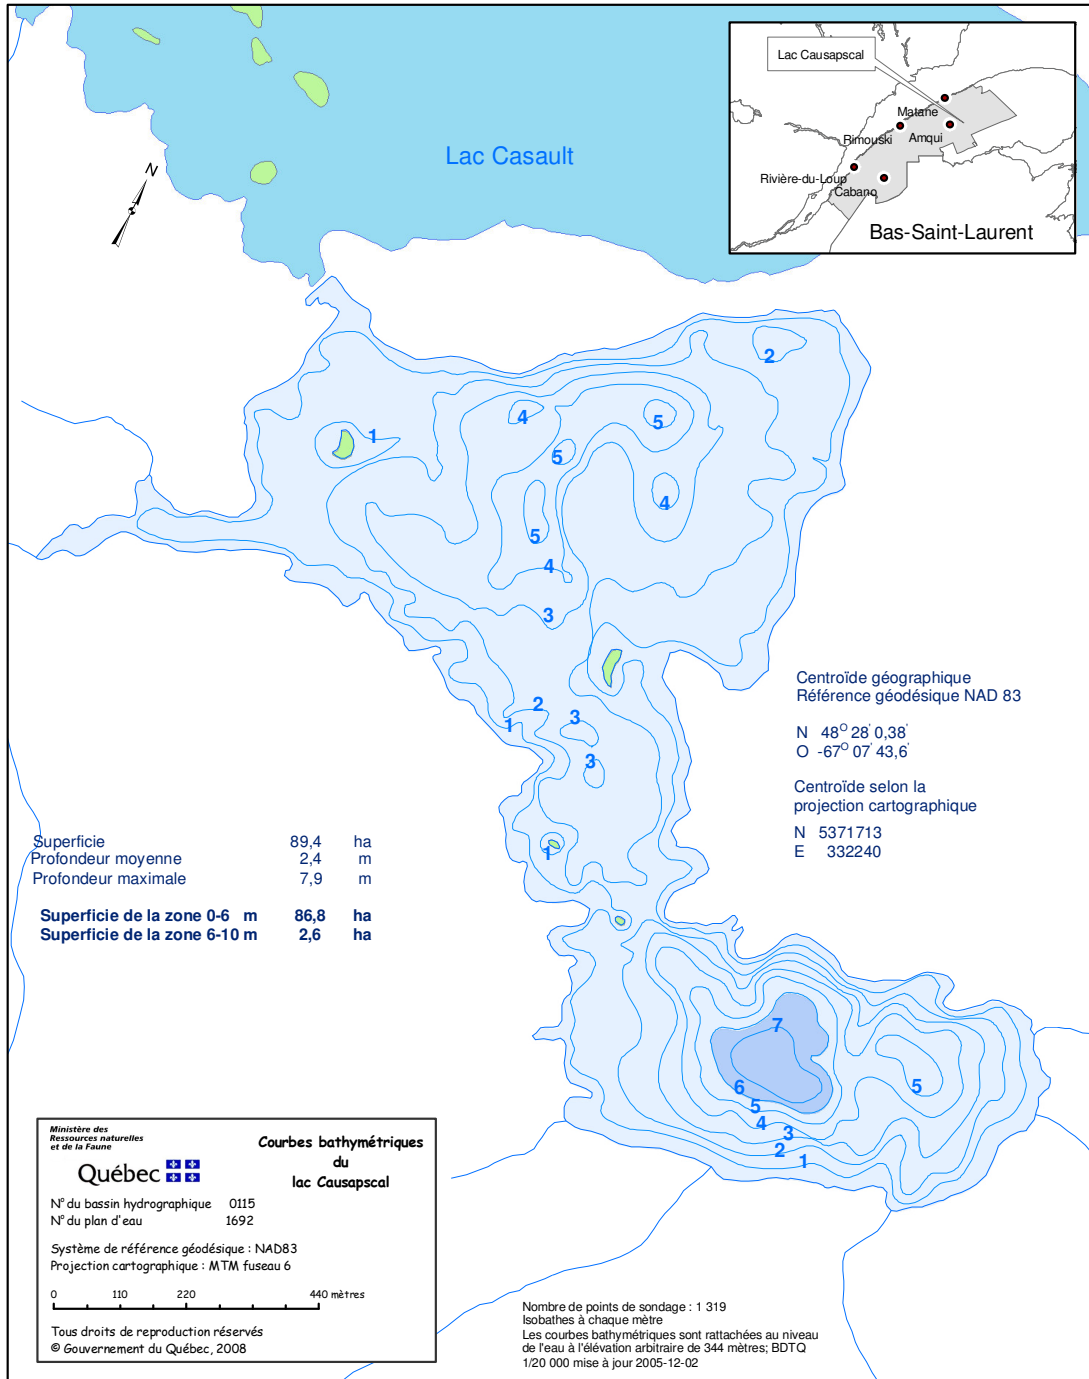 Lac Causapscal
Matane
Rimouski
Amqui
Rivière-du-Loup
Cabano
Bas-Saint-Laurent
Lac Casault
N
2
1
4
5
5
4
5
4
3
2
1
3
3
1
7
6
5
5
4
3
2
1
Centroïde géographique
Référence géodésique NAD 83
N 48° 28' 0,38'
O -67° 07' 43,6'
Centroïde selon la
projection cartographique
N 5371713
E 332240
Superficie 89,4 ha
Profondeur moyenne 2,4 m
Profondeur maximale 7,9 m
Superficie de la zone 0-6 m 86,8 ha
Superficie de la zone 6-10 m 2,6 ha
Ministère des
Ressources naturelles
et de la Faune
Québec
Courbes bathymétriques
du
lac Causapscal
N° du bassin hydrographique 0115
N° du plan d'eau 1692
Système de référence géodésique : NAD83
Projection cartographique : MTM fuseau 6
0 110 220 440 mètres
Tous droits de reproduction réservés
© Gouvernement du Québec, 2008
Nombre de points de sondage : 1 319
Isobathes à chaque mètre
Les courbes bathymétriques sont rattachées au niveau
de l'eau à l'élévation arbitraire de 344 mètres; BDTQ
1/20 000 mise à jour 2005-12-02